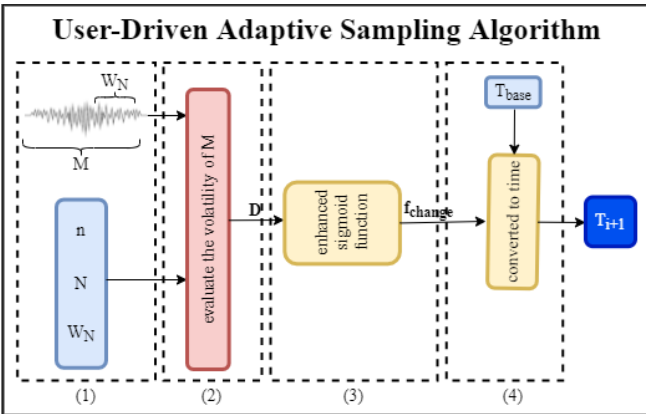 User-Driven Adaptive Sampling Algorithm
W_N
M
n
N
W_N
evaluate the volatility of M
D
enhanced
sigmoid
function
f_change
T_base
converted to time
T_i+1
(1)
(2)
(3)
(4)